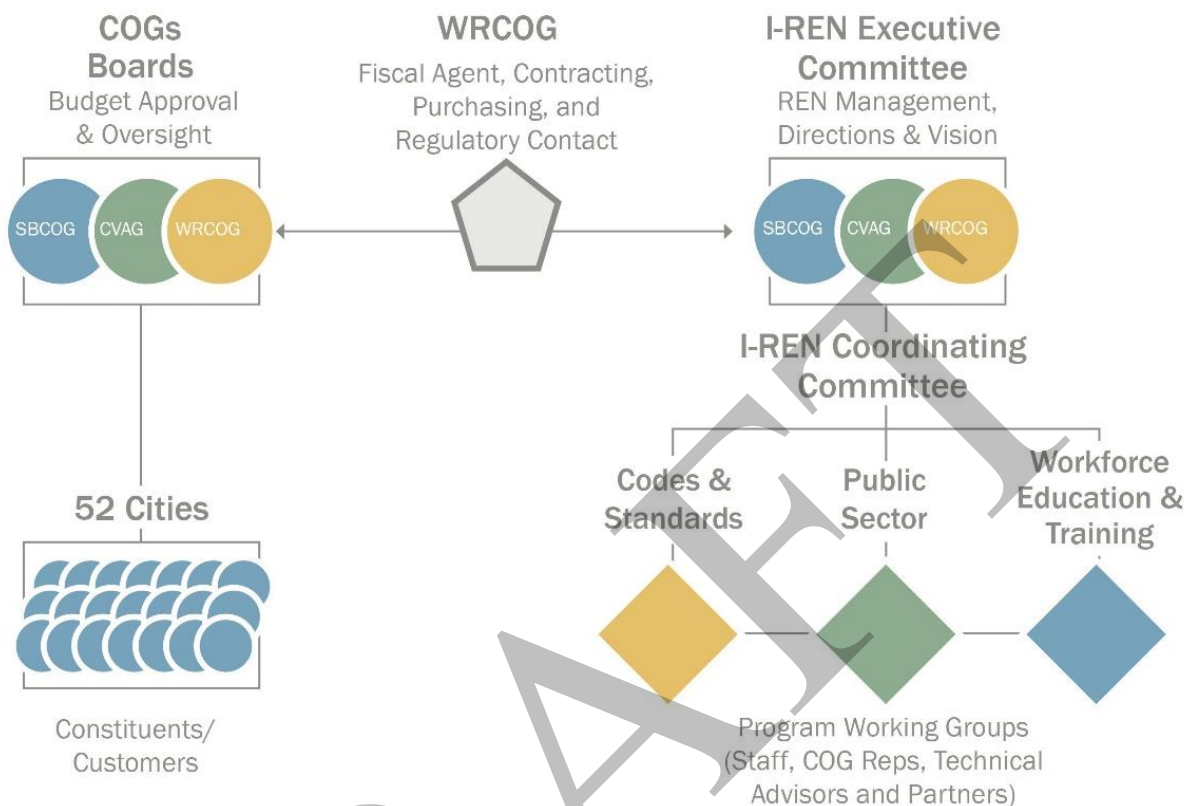 COGs
Boards
Budget Approval
& Oversight
SBCOG
CVAG
WRCOG
WRCOG
Fiscal Agent, Contracting,
Purchasing, and
Regulatory Contact
I-REN Executive
Committee
REN Management,
Directions & Vision
SBCOG
CVAG
WRCOG
I-REN Coordinating
Committee
Codes &
Standards
Public
Sector
Workforce
Education &
Training
52 Cities
Constituents/
Customers
Program Working Groups
(Staff, COG Reps, Technical
Advisors and Partners)